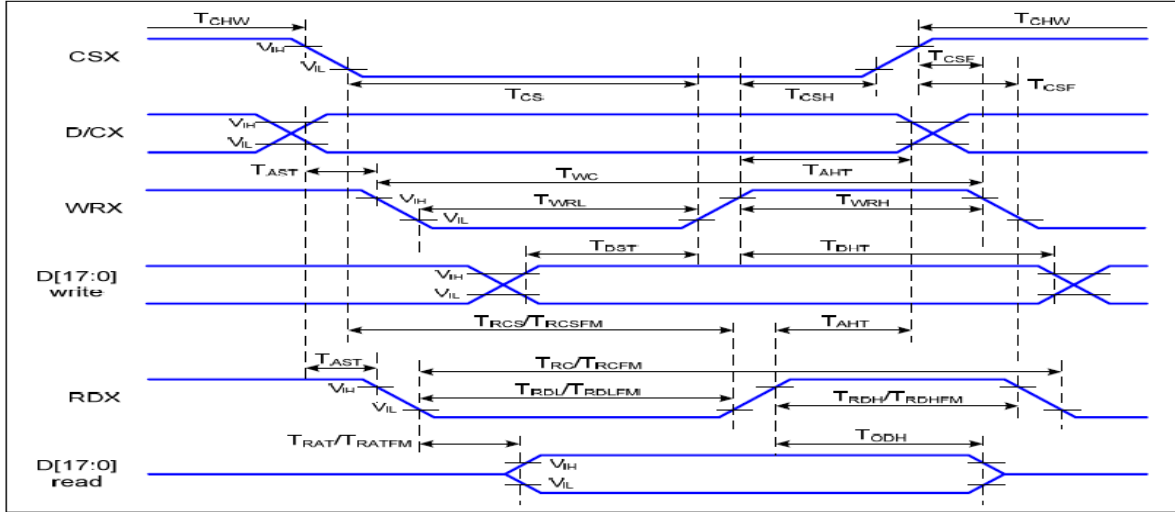 TCHW TCHW
CSX VIH
VIL
TCSF
TCS TCSH TCSF
D/CX VIH
VIL
TAST TWC TAHT
WRX VIH
VIL TWRL TWRH
TDST TDHT
D[17:0] VIH
write VIL
TRCS/TRCSFM TAHT
TAST TRC/TRCFM
RDX VIH
VIL TRDL/TRDLFM TRDH/TRDHFM
TRAT/TRATFM TODH
D[17:0] VIH
read VIL